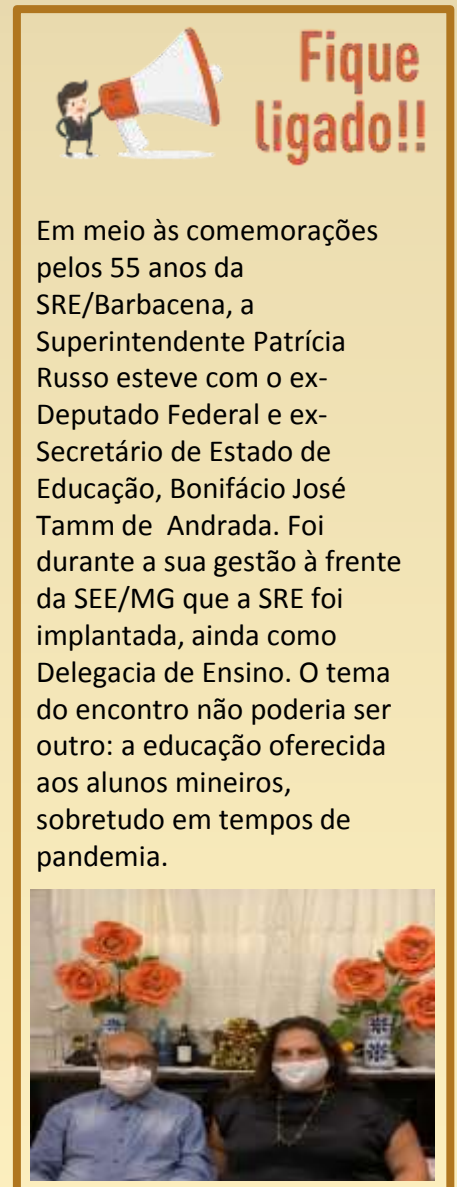 Fique
ligado!!
Em meio às comemorações
pelos 55 anos da
SRE/Barbacena, a
Superintendente Patrícia
Russo esteve com o ex-
Deputado Federal e ex-
Secretário de Estado de
Educação, Bonifácio José
Tamm de Andrada. Foi
durante a sua gestão à frente
da SEE/MG que a SRE foi
implantada, ainda como
Delegacia de Ensino. O tema
do encontro não poderia ser
outro: a educação oferecida
aos alunos mineiros,
sobretudo em tempos de
pandemia.